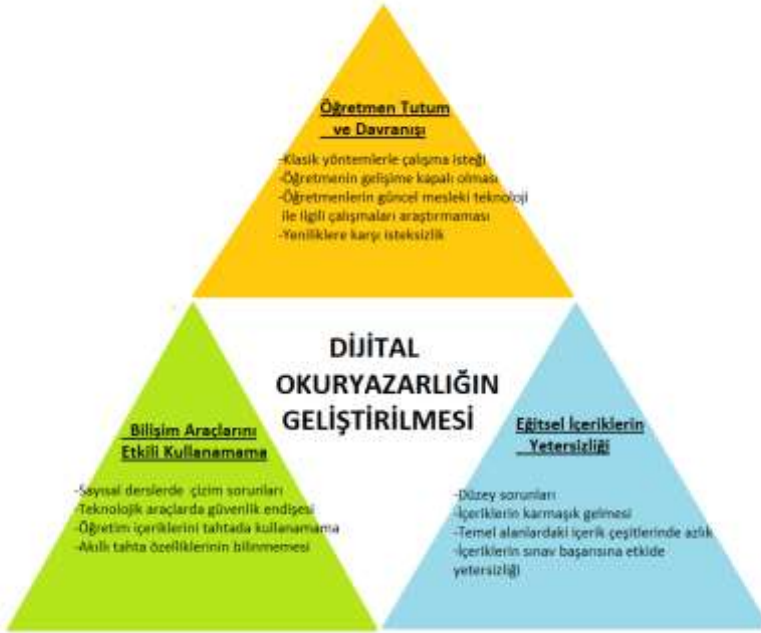 Öğretmen Tutum
ve Davranışı
-Klasik yöntemlerle çalışma isteği
-Öğretmenin gelişime kapalı olması
-Öğretmenlerin güncel mesleki teknoloji
ile ilgili çalışmaları araştırmaması
-Yeniliklere karşı isteksizlik
DİJİTAL
OKURYAZARLIĞIN
GELİŞTİRİLMESİ
Bilişim Araçlarını
Etkili Kullanamama
-Sayısal derslerde çizim sorunları
-Teknolojik araçlarda güvenlik endişesi
-Öğretim içeriklerini tahtada kullanamama
-Akıllı tahta özelliklerinin bilinmemesi
Eğitsel İçeriklerin
Yetersizliği
-Düzey sorunları
-İçeriklerin karmaşık gelmesi
-Temel alanlardaki içerik çeşitlerinde azlık
-İçeriklerin sınav başarısına etkide
yetersizliği